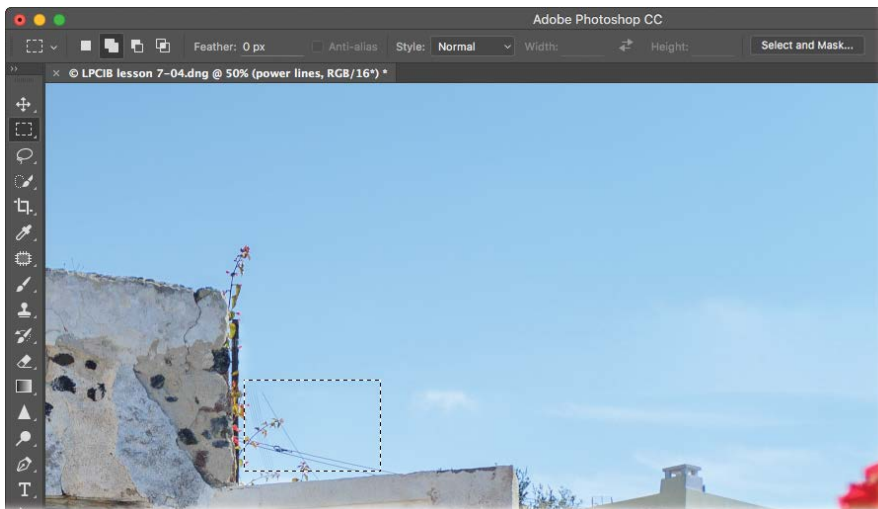 Adobe Photoshop CC
Feather: 0 px Anti-alias Style: Normal Width: Height: Select and Mask...
>> × © LPCIB lesson 7-04.dng @ 50% (power lines, RGB/16*) *
T